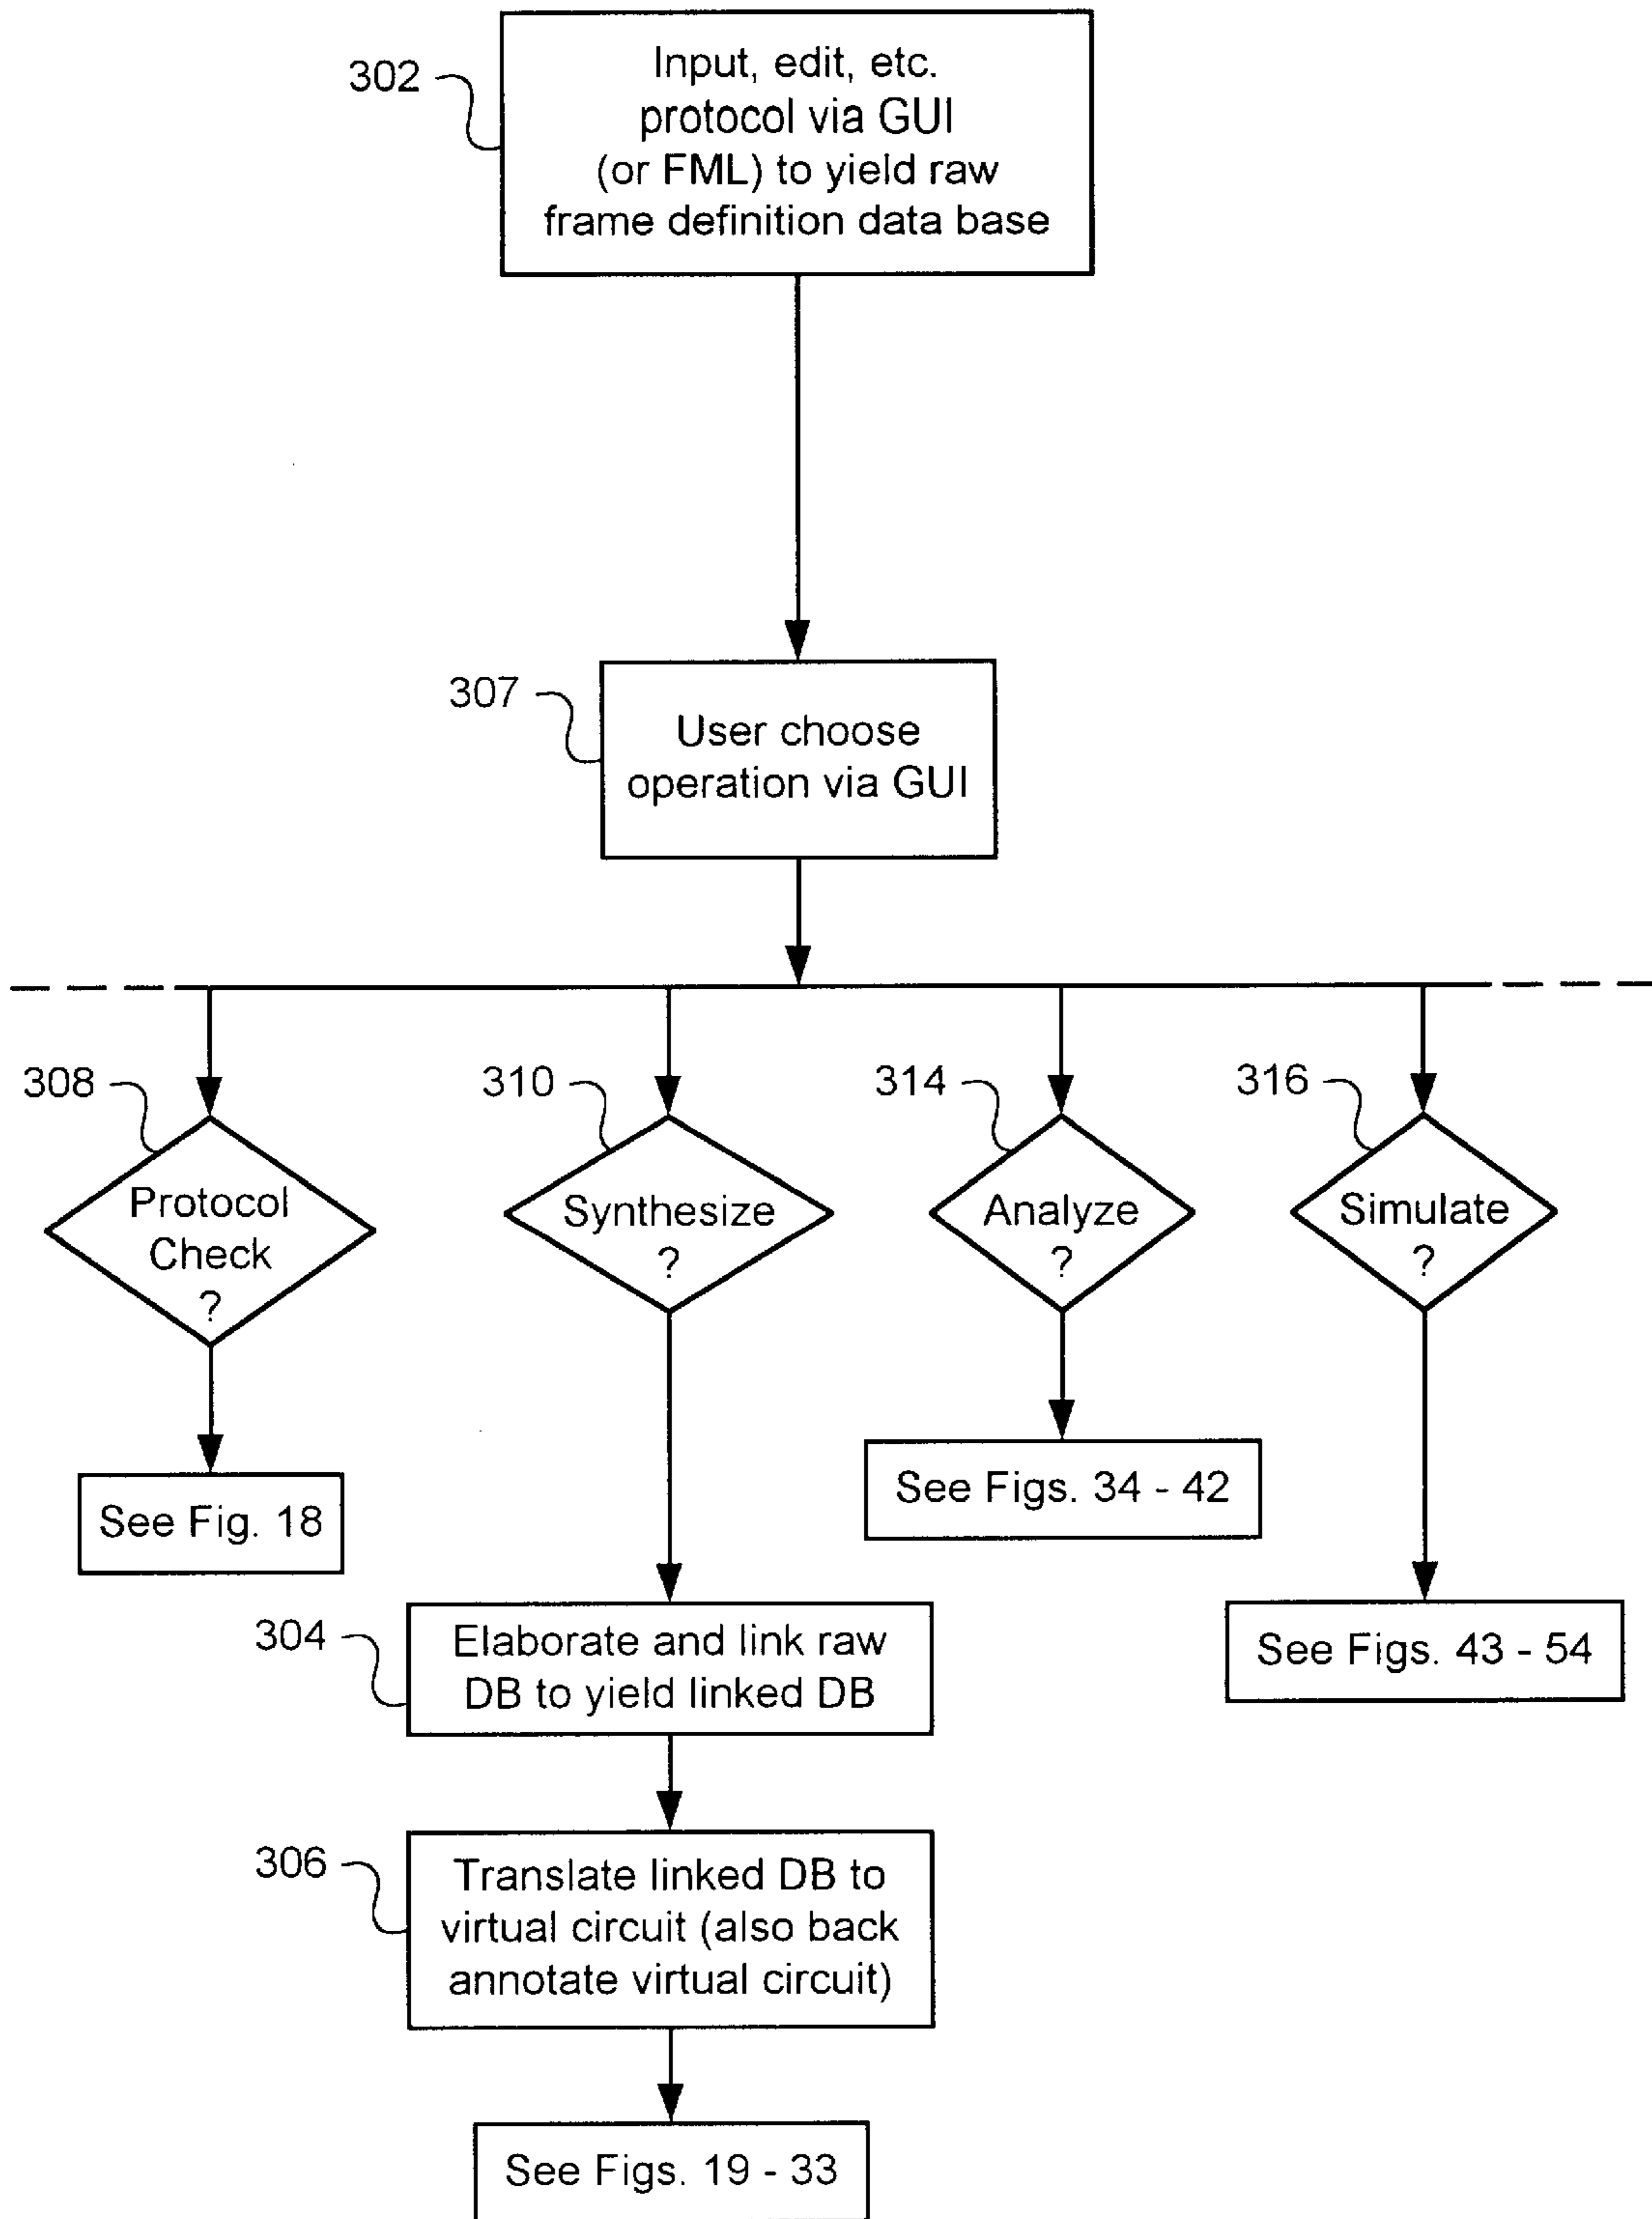 302
Input, edit, etc.
protocol via GUI
(or FML) to yield raw
frame definition data base
307
User choose
operation via GUI
308
Protocol
Check
?
310
Synthesize
?
314
Analyze
?
316
Simulate
?
See Fig. 18
See Figs. 34 - 42
See Figs. 43 - 54
304
Elaborate and link raw
DB to yield linked DB
306
Translate linked DB to
virtual circuit (also back
annotate virtual circuit)
See Figs. 19 - 33